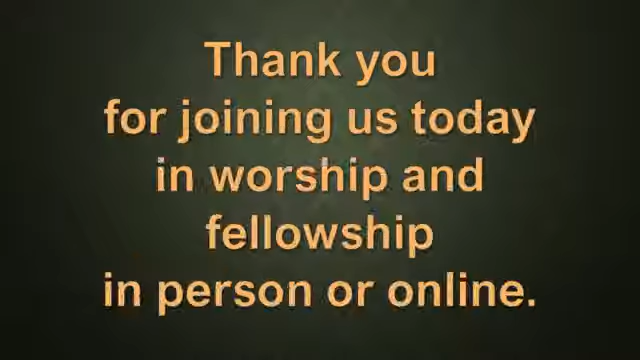 Thank you
for joining us today
in worship and
fellowship
in person or online.